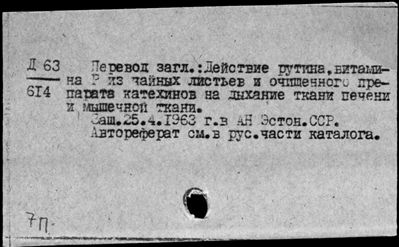 Д 63
614
Перевод загл.:Действие рутина,витами-
на Р из чайных листьев и очищенного пре-
парата катехинов на дыхание ткани печени
и мышечной ткани.
Защ.25.4.1963 г.в АН Эстон.ССР.
Автореферат см.в рус.части каталога.
7п.